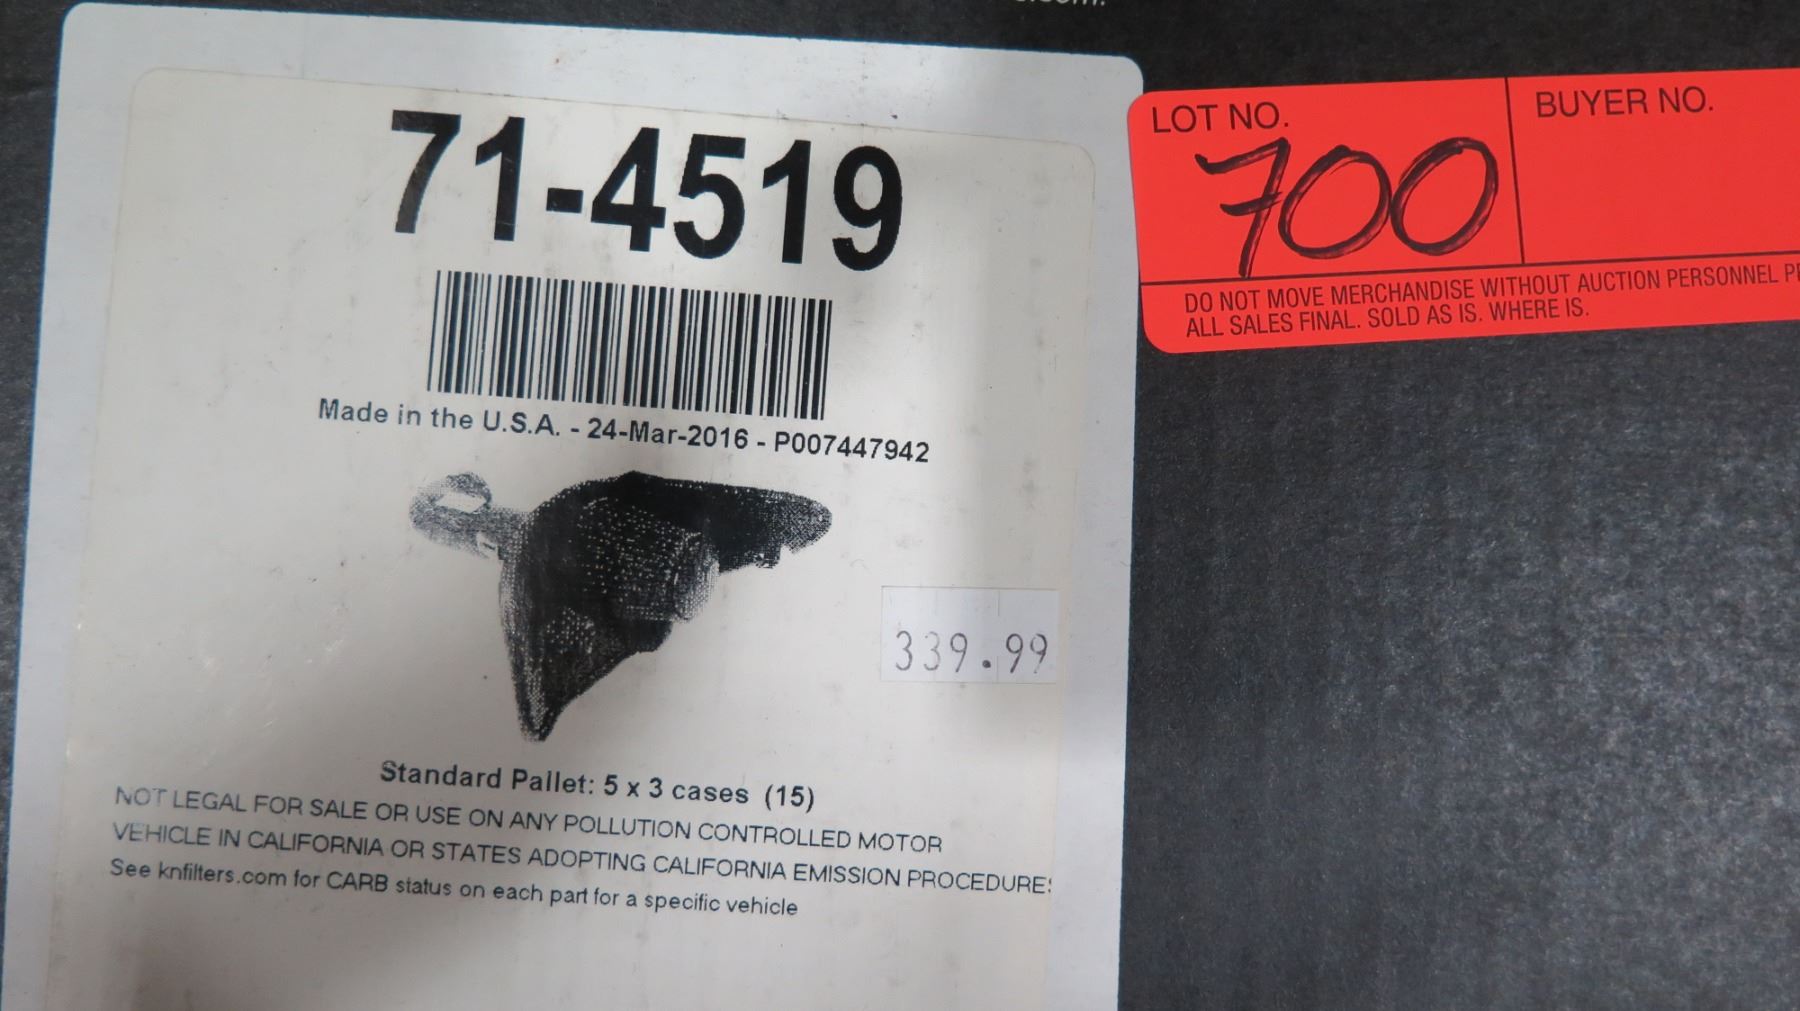 71-4519
Made in the U.S.A. - 24-Mar-2016 - P007447942
339.99
Standard Pallet: 5 x 3 cases (15)
NOT LEGAL FOR SALE OR USE ON ANY POLLUTION CONTROLLED MOTOR
VEHICLE IN CALIFORNIA OR STATES ADOPTING CALIFORNIA EMISSION PROCEDURES
See knfilters.com for CARB status on each part for a specific vehicle
LOT NO.
700
BUYER NO.
DO NOT MOVE MERCHANDISE WITHOUT AUCTION PERSONNEL
ALL SALES FINAL. SOLD AS IS. WHERE IS.